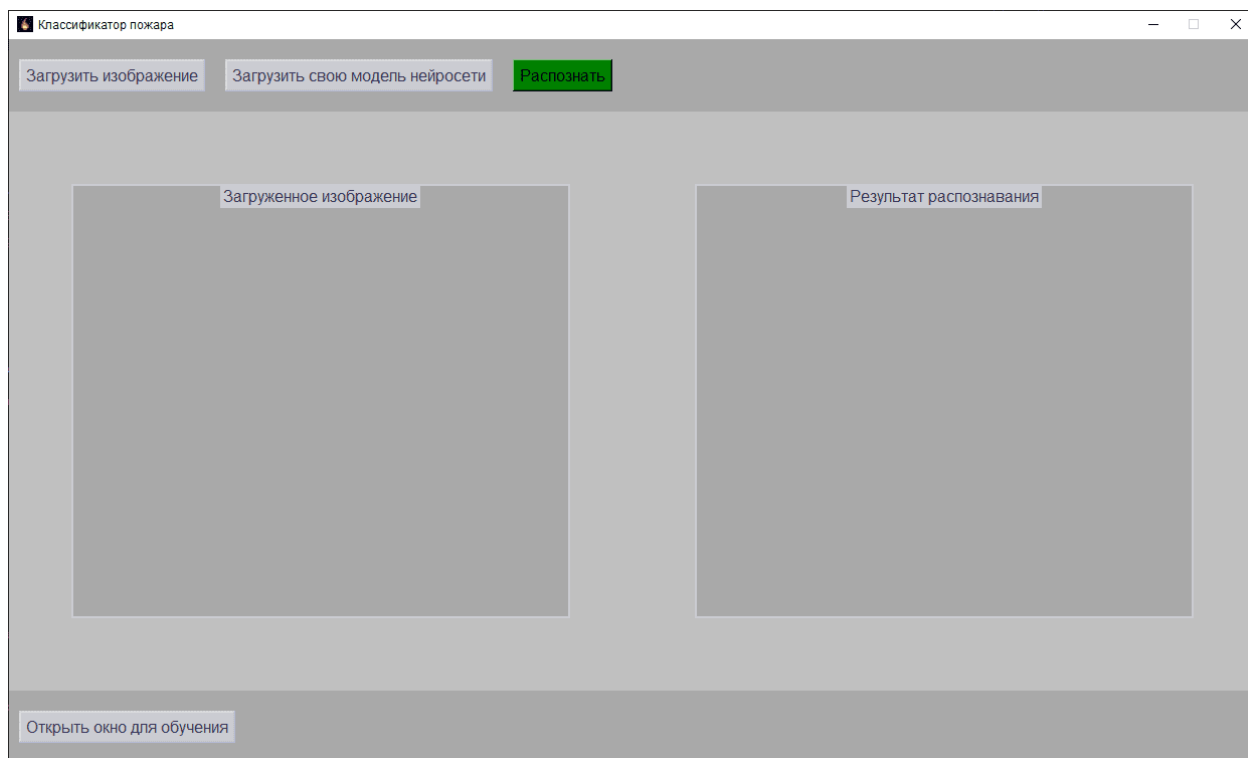 Классификатор пожара
Загрузить изображение
Загрузить свою модель нейросети
Распознать
Загруженное изображение
Результат распознавания
Открыть окно для обучения